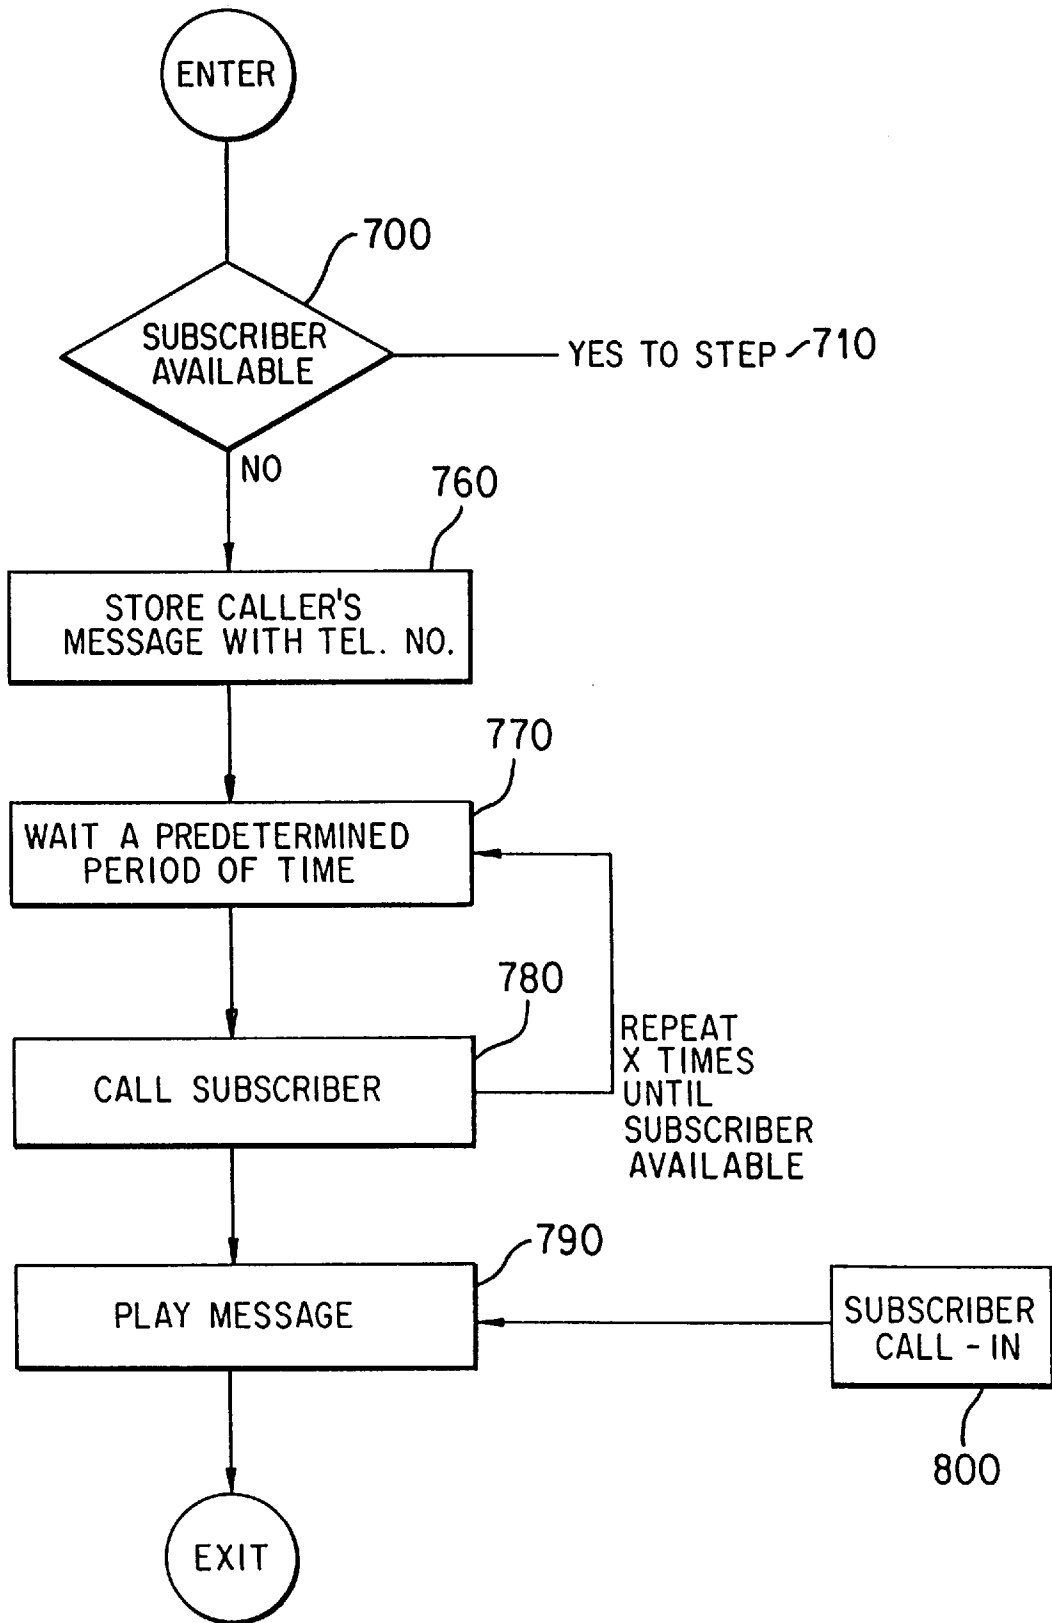 ENTER
700
SUBSCRIBER
AVAILABLE
YES TO STEP 710
NO
760
STORE CALLER'S
MESSAGE WITH TEL. NO.
770
WAIT A PREDETERMINED
PERIOD OF TIME
780
CALL SUBSCRIBER
REPEAT
X TIMES
UNTIL
SUBSCRIBER
AVAILABLE
790
PLAY MESSAGE
SUBSCRIBER
CALL - IN
800
EXIT